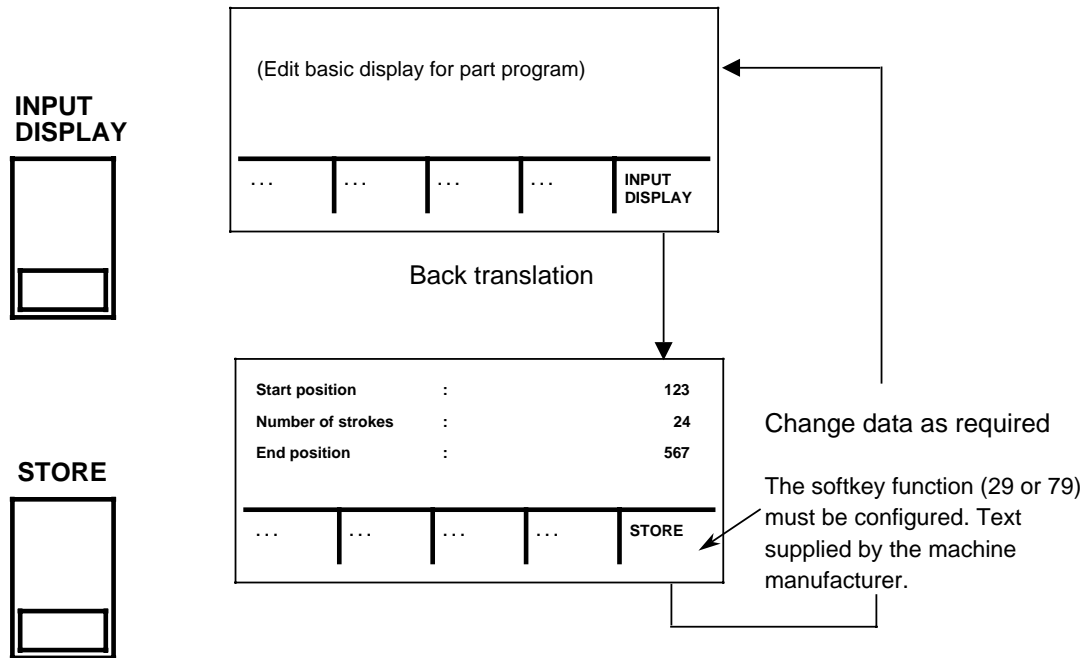 (Edit basic display for part program)
INPUT
DISPLAY
. . . . . . . . . . . . INPUT
DISPLAY
Back translation
Start position : 123
Number of strokes : 24
End position : 567
Change data as required
STORE
The softkey function (29 or 79)
must be configured. Text
supplied by the machine
manufacturer.
. . . . . . . . . . . . STORE